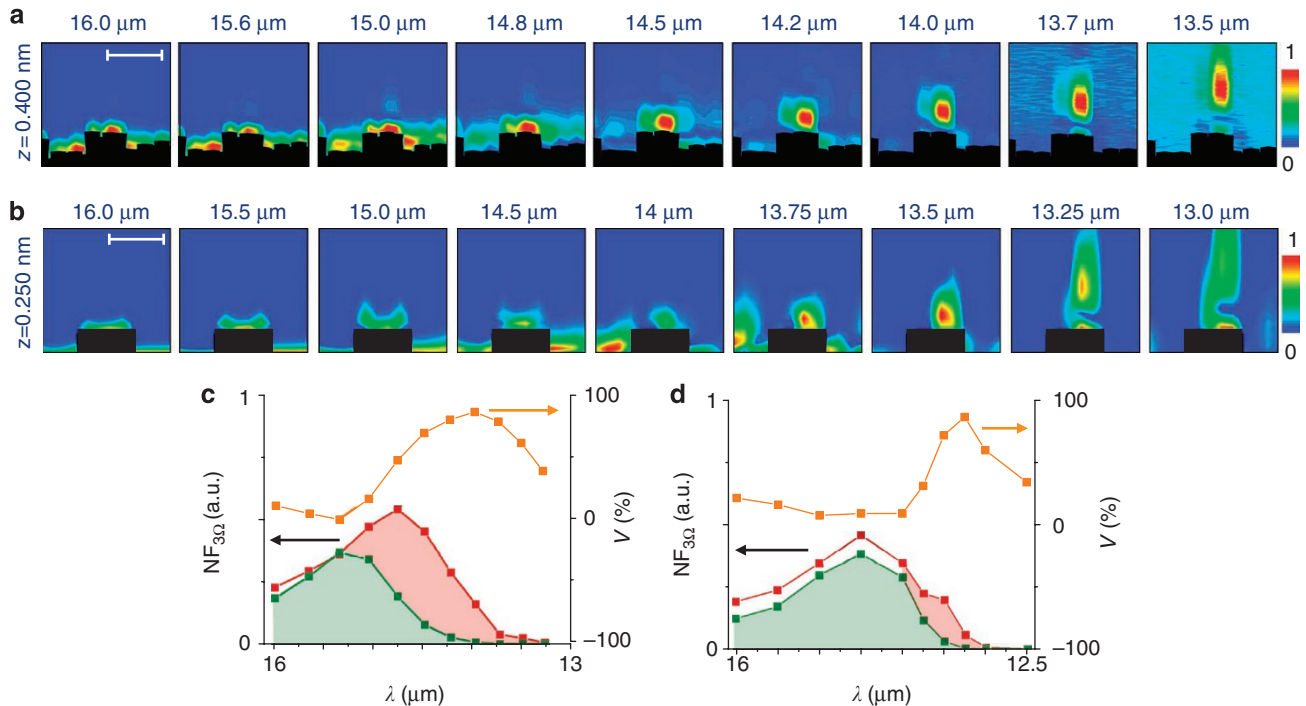 a
16.0 µm 15.6 µm 15.0 µm 14.8 µm 14.5 µm 14.2 µm 14.0 µm 13.7 µm 13.5 µm
z= 0.400 nm
1
0
b
16.0 µm 15.5 µm 15.0 µm 14.5 µm 14 µm 13.75 µm 13.5 µm 13.25 µm 13.0 µm
z=0.250 nm
1
0
c
1
NF3Ω (a.u.)
0
100
0
−100
V (%)
16
13
λ (µm)
d
1
NF3Ω (a.u.)
0
100
0
−100
V (%)
16
12.5
λ (µm)